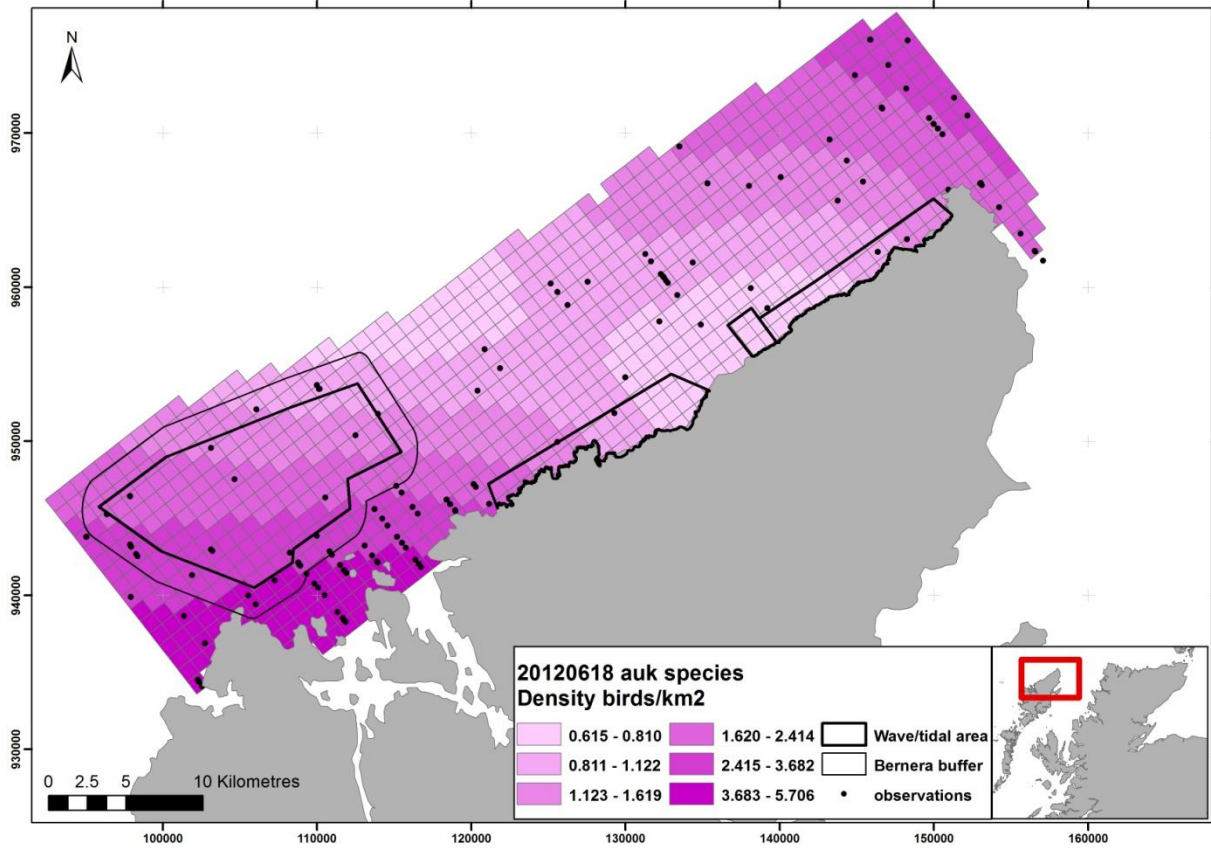 N
970000
960000
950000
940000
930000
20120618 auk species
Density birds/km2
0.615 - 0.810
1.620 - 2.414
Wave/tidal area
0.811 - 1.122
2.415 - 3.682
Bernera buffer
1.123 - 1.619
3.683 - 5.706
observations
0 2.5 5 10 Kilometres
100000 110000 120000 130000 140000 150000 160000